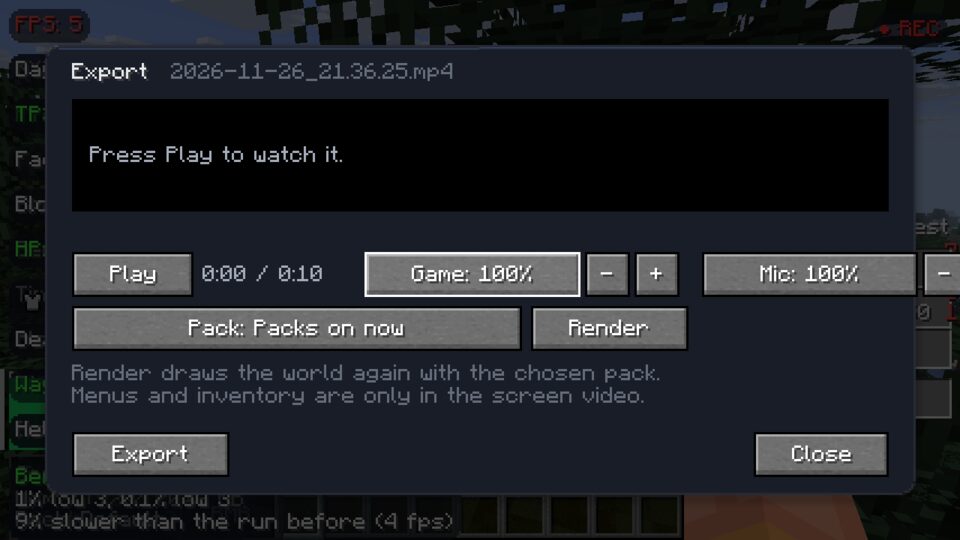 FPS: 5
REC
Export 2026-11-26_21.36.25.mp4
Press Play to watch it.
Play 0:00 / 0:10 Game: 100% - + Mic: 100% -
Pack: Packs on now Render
Render draws the world again with the chosen pack.
Menus and inventory are only in the screen video.
Export Close
1% low 3, 0.1% low 3
9% slower than the run before (4 fps)